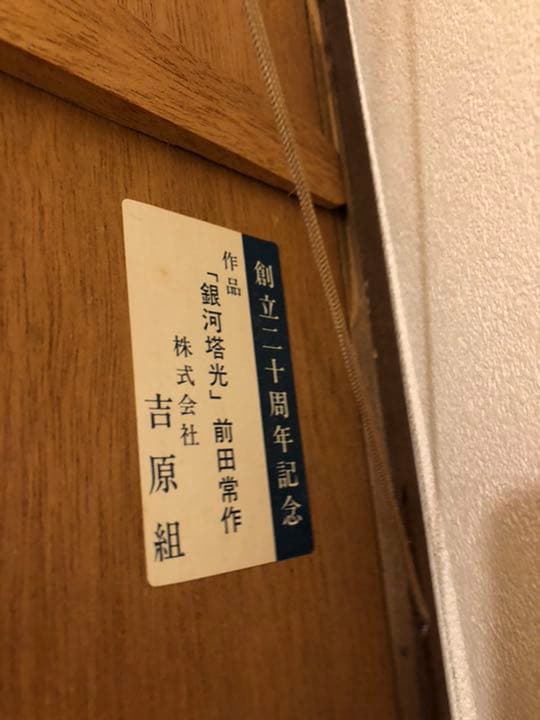 創立二十周年記念
作品
「銀河塔光」前田常作
株式会社
吉原組